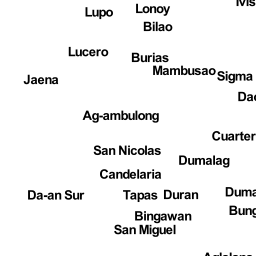 Lupo
Lonoy
Bilao
Lucero
Burias
Mambusao
Sigma
Jaena
Ag-ambulong
San Nicolas
Dumalag
Candelaria
Da-an Sur
Tapas
Duran
Bingawan
San Miguel